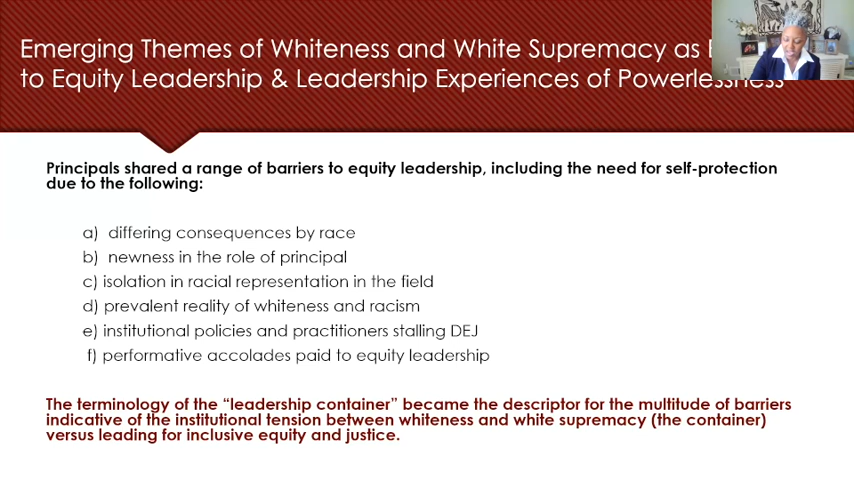 Emerging Themes of Whiteness and White Supremacy as
to Equity Leadership & Leadership Experiences of Powerlessness
Principals shared a range of barriers to equity leadership, including the need for self-protection
due to the following:
a) differing consequences by race
b) newness in the role of principal
c) isolation in racial representation in the field
d) prevalent reality of whiteness and racism
e) institutional policies and practitioners stalling DEJ
f) performative accolades paid to equity leadership
The terminology of the “leadership container” became the descriptor for the multitude of barriers
indicative of the institutional tension between whiteness and white supremacy (the container)
versus leading for inclusive equity and justice.